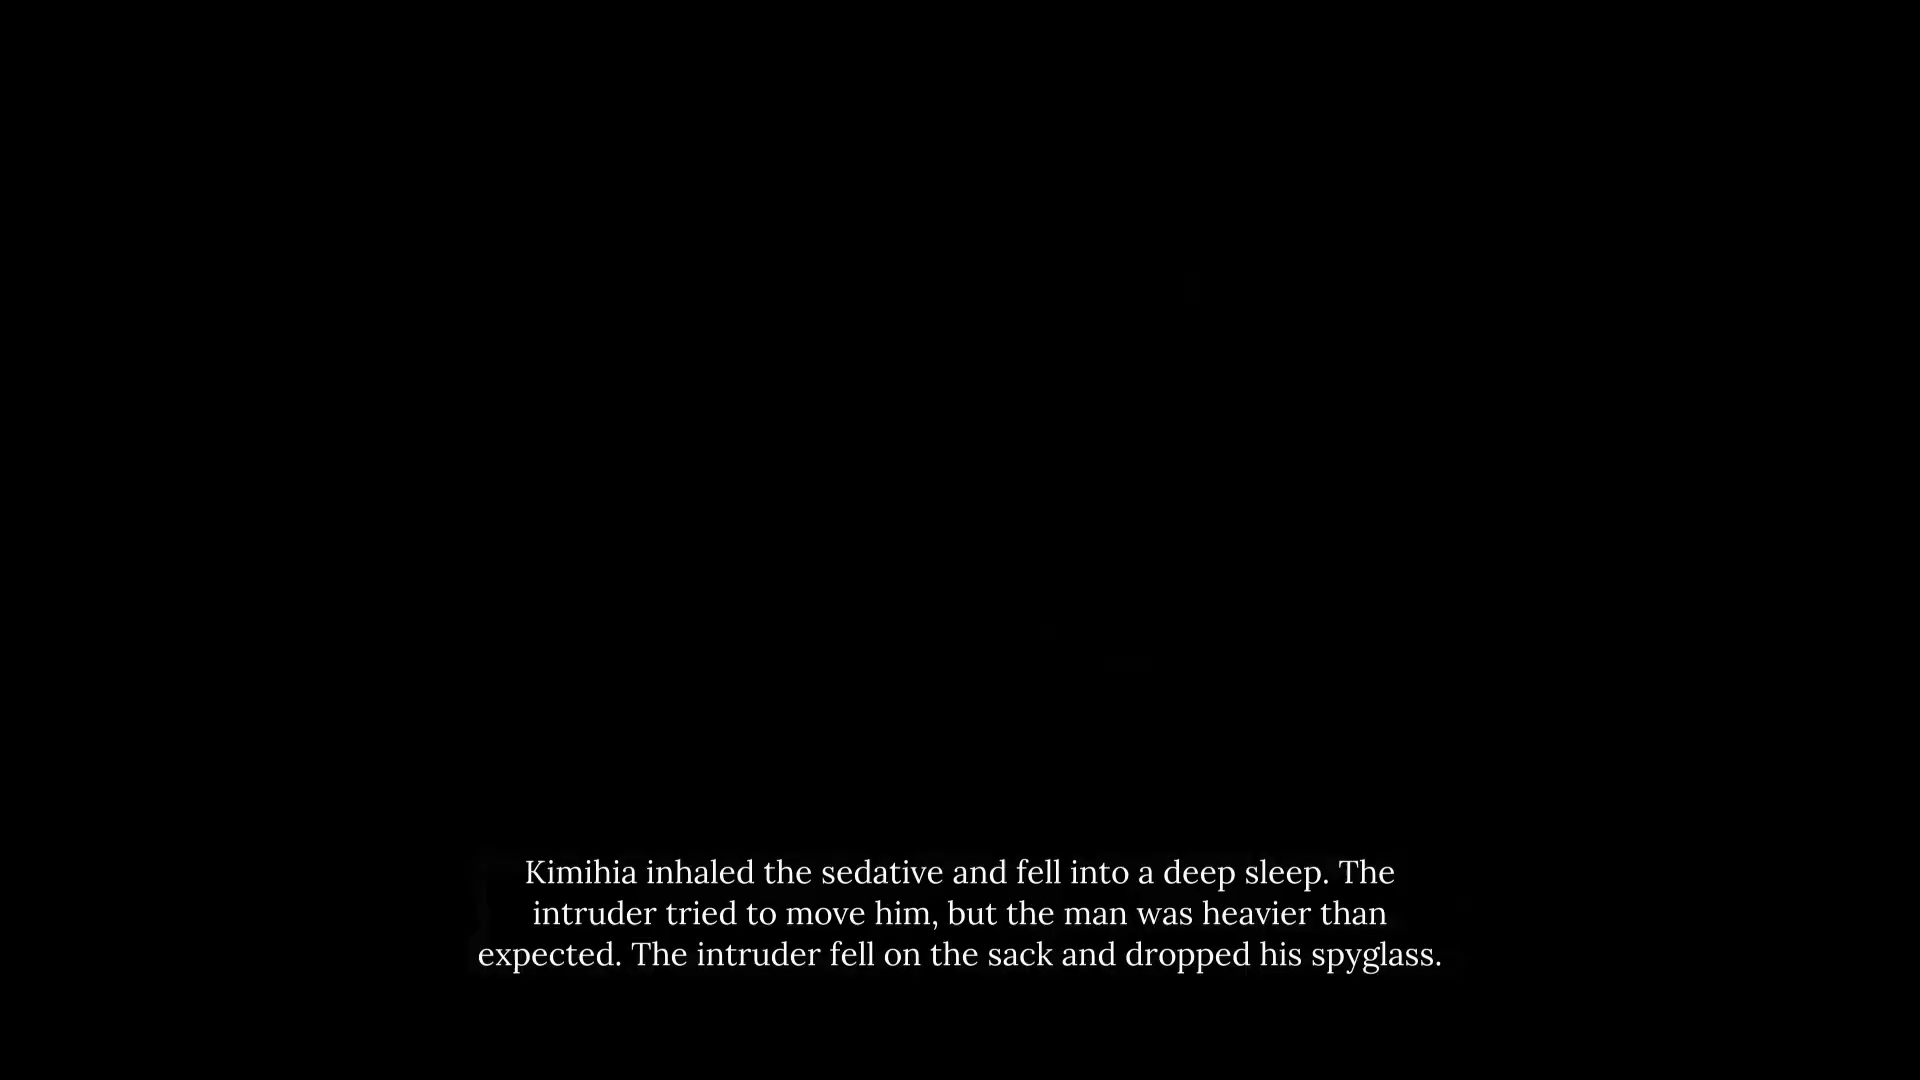 Kimihia inhaled the sedative and fell into a deep sleep. The
intruder tried to move him, but the man was heavier than
expected. The intruder fell on the sack and dropped his spyglass.